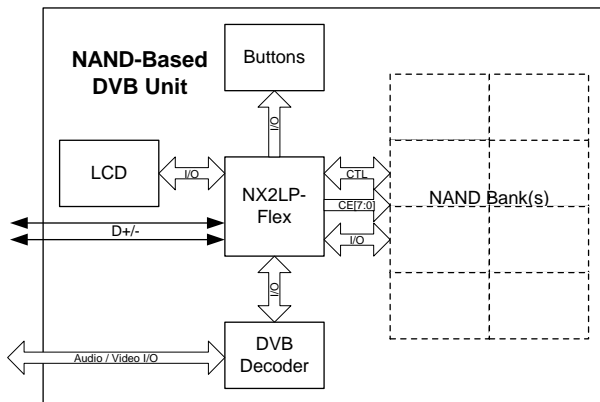 NAND-Based
DVB Unit
Buttons
I/O
LCD
I/O
NX2LP-
Flex
CTL
CE[7:0]
I/O
NAND Bank(s)
D+/-
I/O
DVB
Decoder
Audio / Video I/O